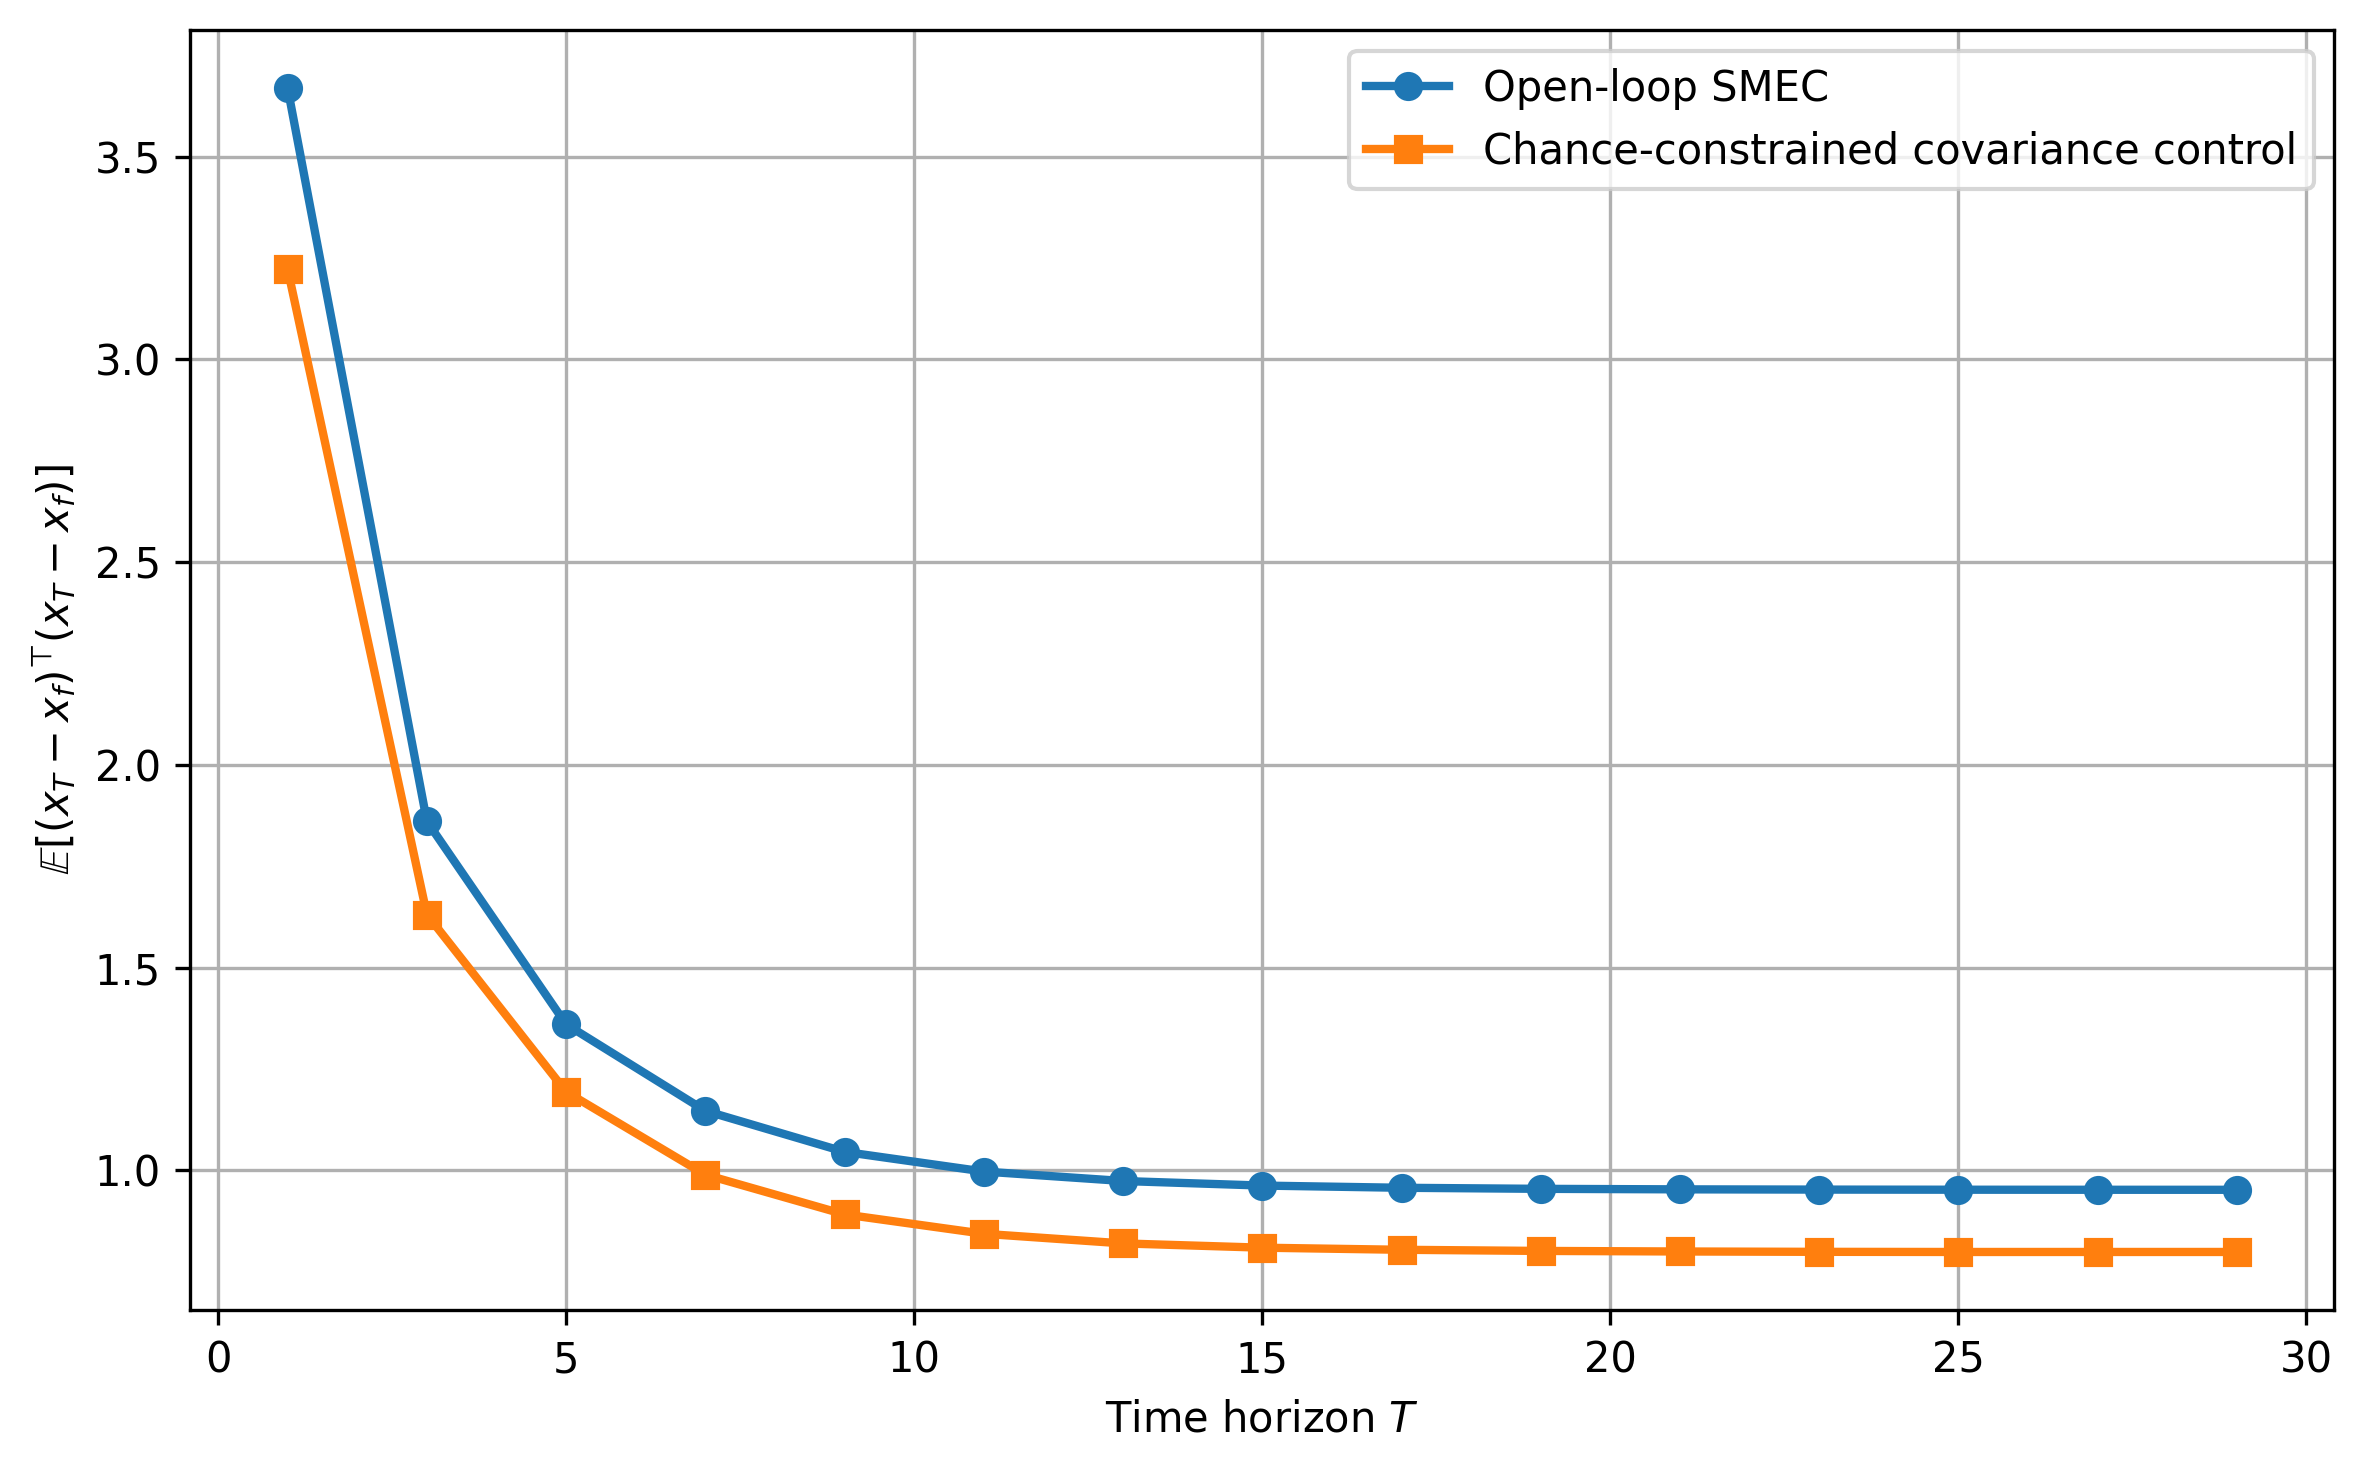 Open-loop SMEC
Chance-constrained covariance control
3.5
3.0
2.5
2.0
1.5
1.0
𝔼[(x_T − x_f)^⊤(x_T − x_f)]
0 5 10 15 20 25 30
Time horizon T